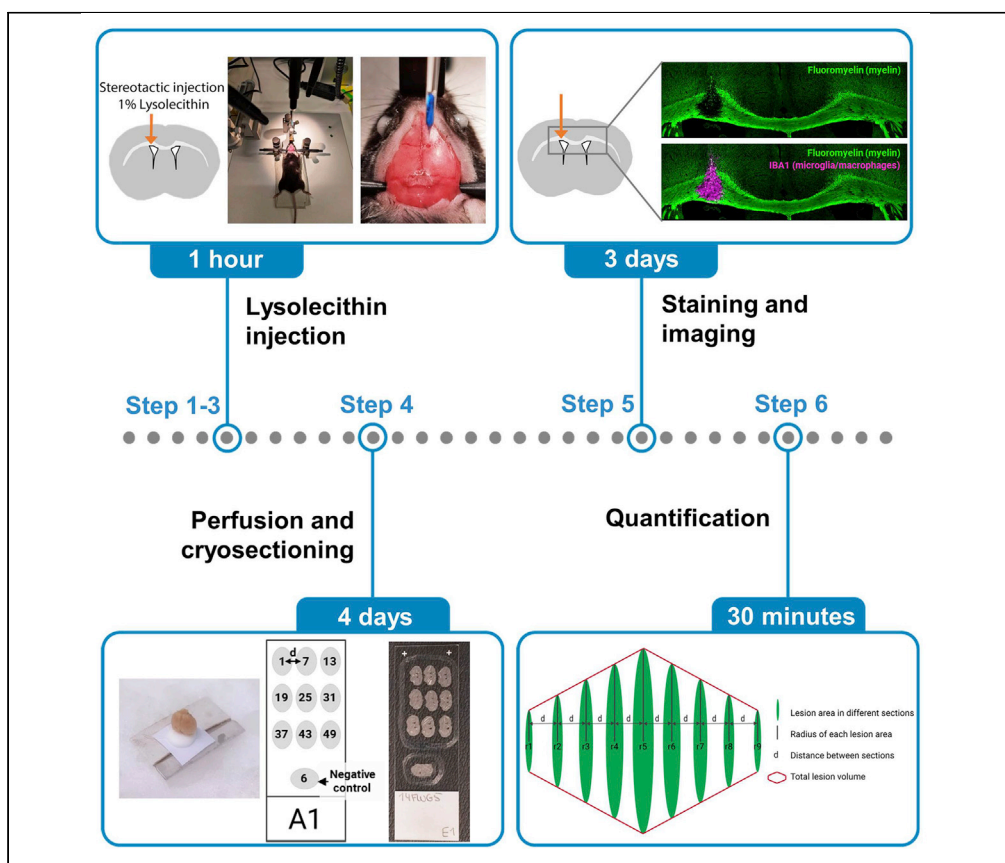 Stereotactic injection
1% Lysolecithin
Fluoromyelin (myelin)
Fluoromyelin (myelin)
IBA1 (microglia/macrophages)
1 hour
3 days
Lysolecithin
injection
Staining and
imaging
Step 1-3
Step 4
Step 5
Step 6
Perfusion and
cryosectioning
Quantification
4 days
30 minutes
d
1 7 13
19 25 31
37 43 49
6
Negative
control
A1
+ +
E1
d d d d d d d d
r1 r2 r3 r4 r5 r6 r7 r8 r9
Lesion area in different sections
Radius of each lesion area
d Distance between sections
Total lesion volume